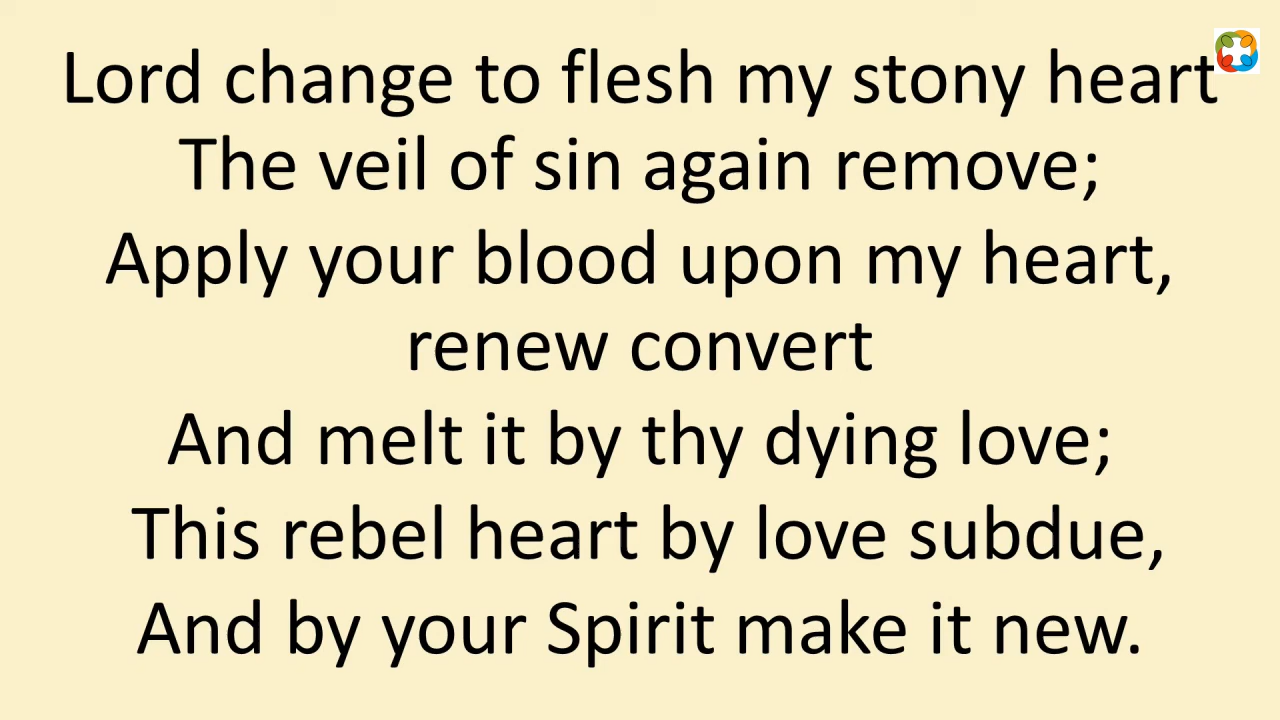 Lord change to flesh my stony heart
The veil of sin again remove;
Apply your blood upon my heart,
renew convert
And melt it by thy dying love;
This rebel heart by love subdue,
And by your Spirit make it new.